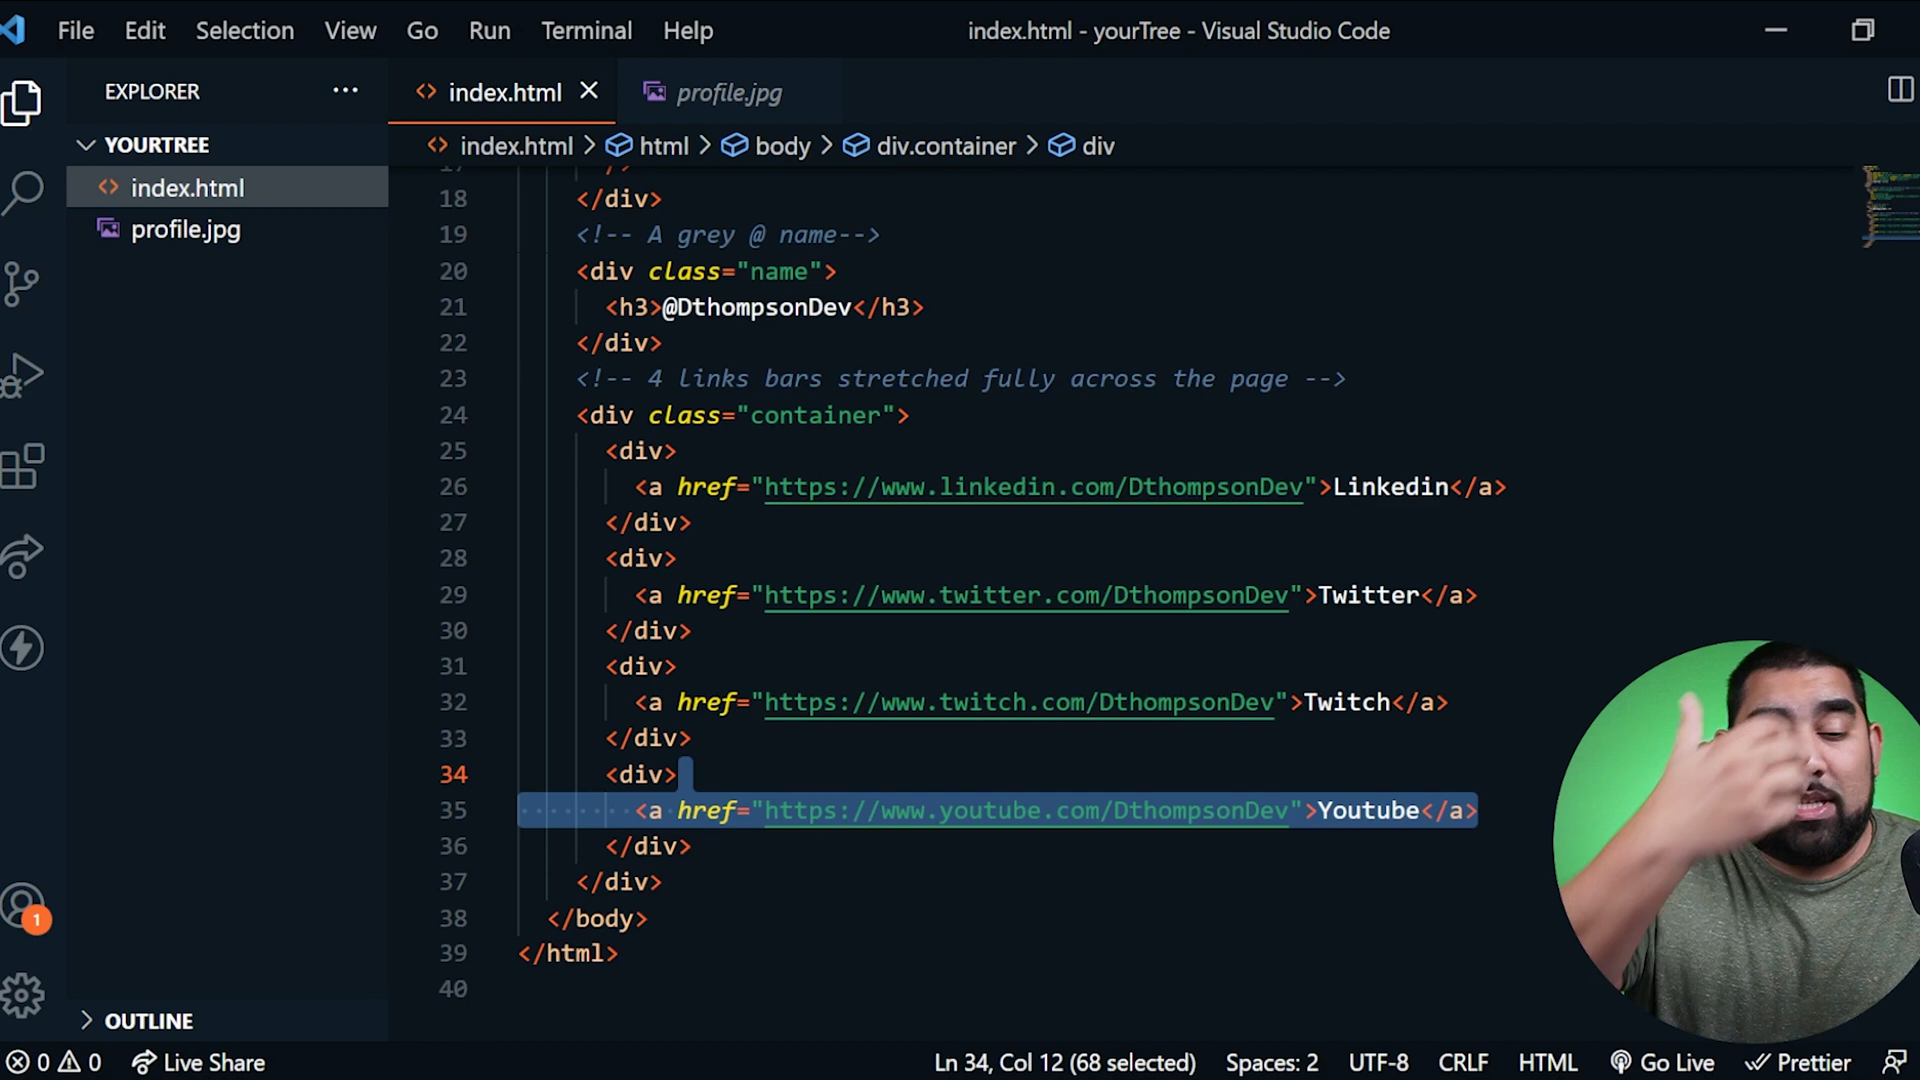 File Edit Selection View Go Run Terminal Help index.html - yourTree - Visual Studio Code
EXPLORER ... index.html profile.jpg
YOURTREE index.html > html > body > div.container > div
index.html
profile.jpg
17 />
18 </div>
19 <!-- A grey @ name-->
20 <div class="name">
21 <h3>@DthompsonDev</h3>
22 </div>
23 <!-- 4 links bars stretched fully across the page -->
24 <div class="container">
25 <div>
26 <a href="https://www.linkedin.com/DthompsonDev">Linkedin</a>
27 </div>
28 <div>
29 <a href="https://www.twitter.com/DthompsonDev">Twitter</a>
30 </div>
31 <div>
32 <a href="https://www.twitch.com/DthompsonDev">Twitch</a>
33 </div>
34 <div>
35 <a href="https://www.youtube.com/DthompsonDev">Youtube</a>
36 </div>
37 </div>
38 </body>
39 </html>
40
1
OUTLINE
0 0 Live Share Ln 34, Col 12 (68 selected) Spaces: 2 UTF-8 CRLF HTML Go Live Prettier